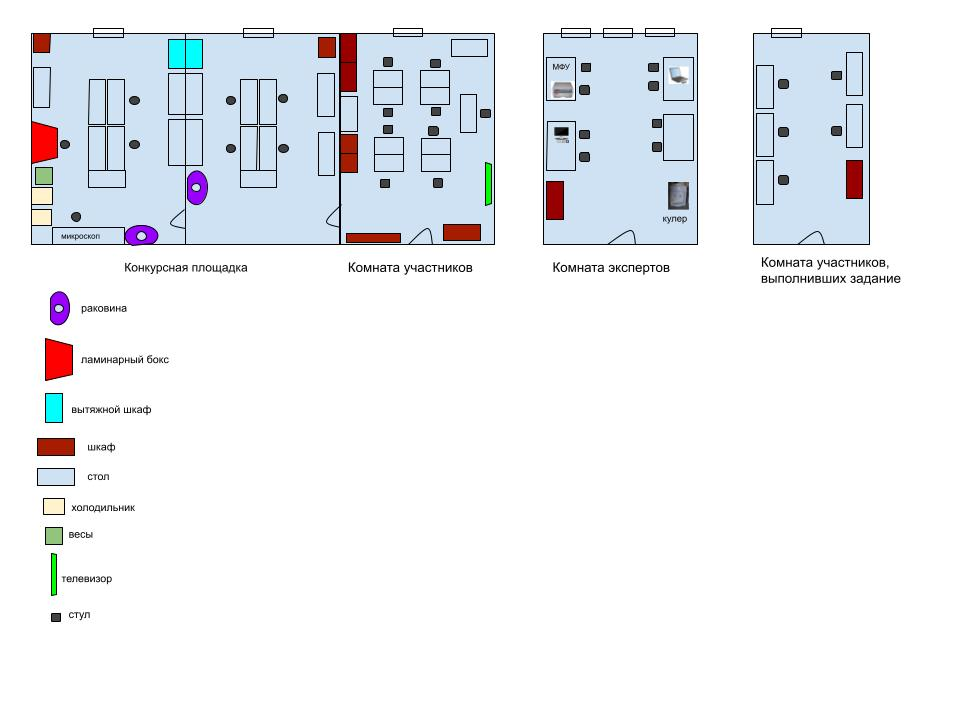 МФУ
кулер
микроскоп
Конкурсная площадка
Комната участников
Комната экспертов
Комната участников,
выполнивших задание
раковина
ламинарный бокс
вытяжной шкаф
шкаф
стол
холодильник
весы
телевизор
стул